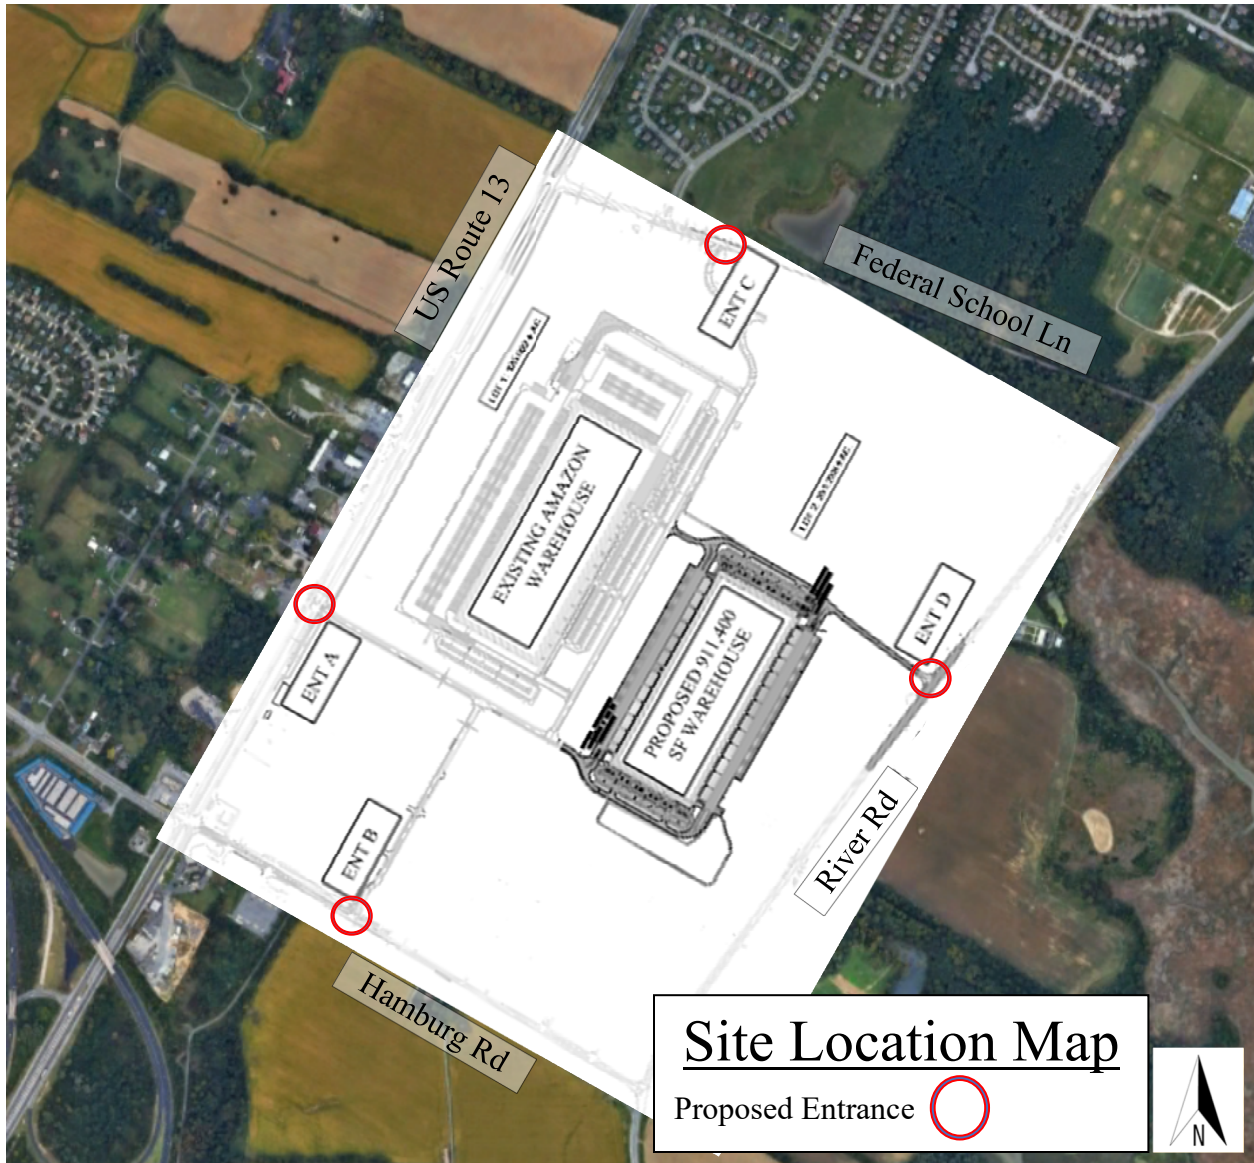 US Route 13
Federal School Ln
ENT C
EXISTING AMAZON
WAREHOUSE
ENT D
ENT A
PROPOSED 911,400
SF WAREHOUSE
ENT B
River Rd
Hamburg Rd
Site Location Map
Proposed Entrance
N